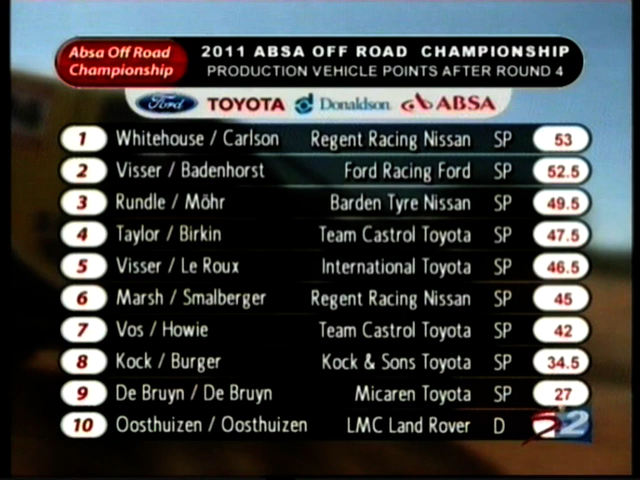 Absa Off Road
Championship
2011 ABSA OFF ROAD CHAMPIONSHIP
PRODUCTION VEHICLE POINTS AFTER ROUND 4
Ford TOYOTA Donaldson ABSA
1 Whitehouse / Carlson Regent Racing Nissan SP 53
2 Visser / Badenhorst Ford Racing Ford SP 52.5
3 Rundle / Möhr Barden Tyre Nissan SP 49.5
4 Taylor / Birkin Team Castrol Toyota SP 47.5
5 Visser / Le Roux International Toyota SP 46.5
6 Marsh / Smalberger Regent Racing Nissan SP 45
7 Vos / Howie Team Castrol Toyota SP 42
8 Kock / Burger Kock & Sons Toyota SP 34.5
9 De Bruyn / De Bruyn Micaren Toyota SP 27
10 Oosthuizen / Oosthuizen LMC Land Rover D
2